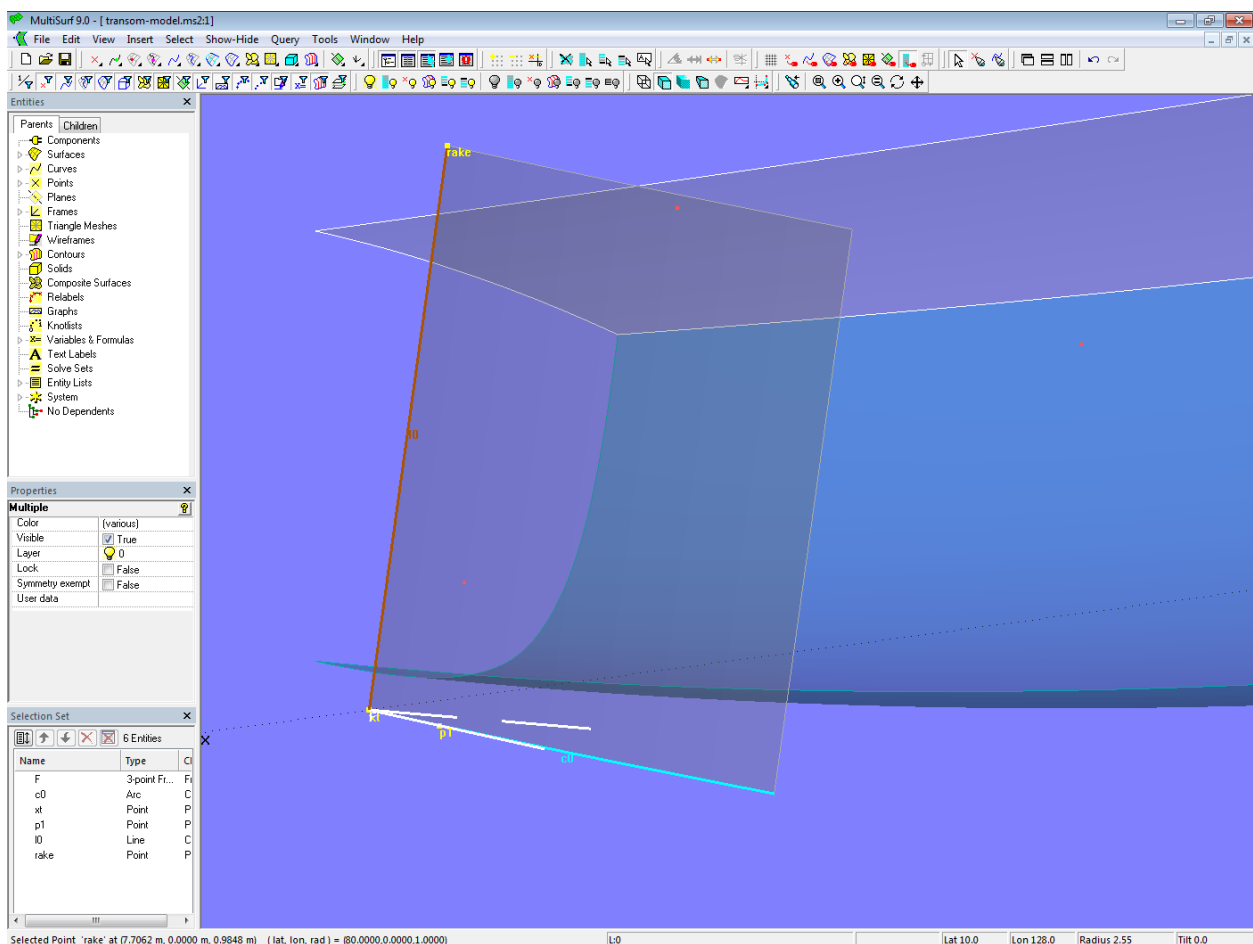 MultiSurf 9.0 - [ transom-model.ms2:1]
File Edit View Insert Select Show-Hide Query Tools Window Help
Entities
Parents Children
Components
Surfaces
Curves
Points
Planes
Frames
Triangle Meshes
Wireframes
Contours
Solids
Composite Surfaces
Relabels
Graphs
Knotlists
Variables & Formulas
Text Labels
Solve Sets
Entity Lists
System
No Dependents
Properties
Multiple
Color (various)
Visible True
Layer 0
Lock False
Symmetry exempt False
User data
Selection Set
6 Entities
Name Type Cl
F 3-point Fr... Fr
c0 Arc C
xt Point P
p1 Point P
l0 Line C
rake Point P
rake
l0
p1
c0
X
Selected Point 'rake' at (7.7062 m, 0.0000 m, 0.9848 m) ( lat, lon, rad ) = (80.0000,0.0000,1.0000) L:0 Lat 10.0 Lon 128.0 Radius 2.55 Tilt 0.0